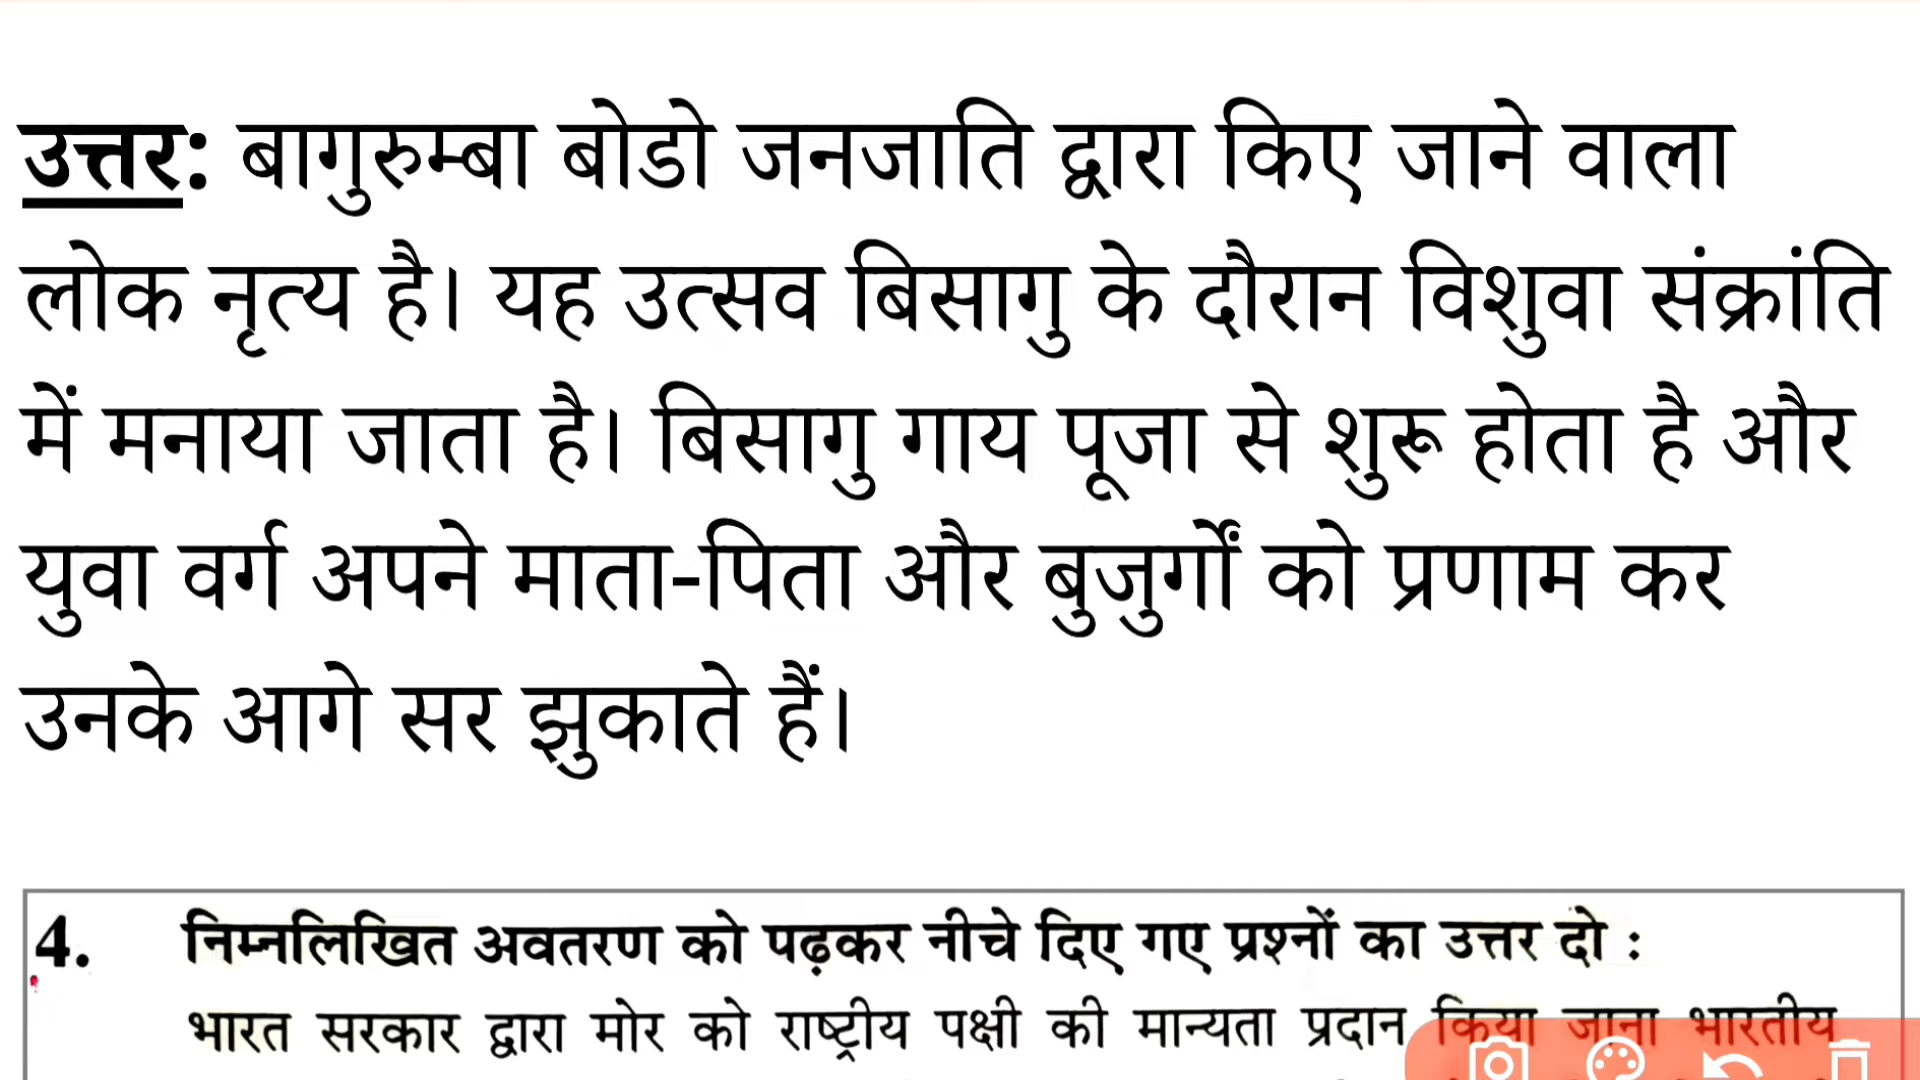 उत्तर: बागुरुम्बा बोडो जनजाति द्वारा किए जाने वाला
लोक नृत्य है। यह उत्सव बिसागु के दौरान विशुवा संक्रांति
में मनाया जाता है। बिसागु गाय पूजा से शुरू होता है और
युवा वर्ग अपने माता-पिता और बुजुर्गों को प्रणाम कर
उनके आगे सर झुकाते हैं।
4. निम्नलिखित अवतरण को पढ़कर नीचे दिए गए प्रश्नों का उत्तर दो :
भारत सरकार द्वारा मोर को राष्ट्रीय पक्षी की मान्यता प्रदान किया जाना भारतीय